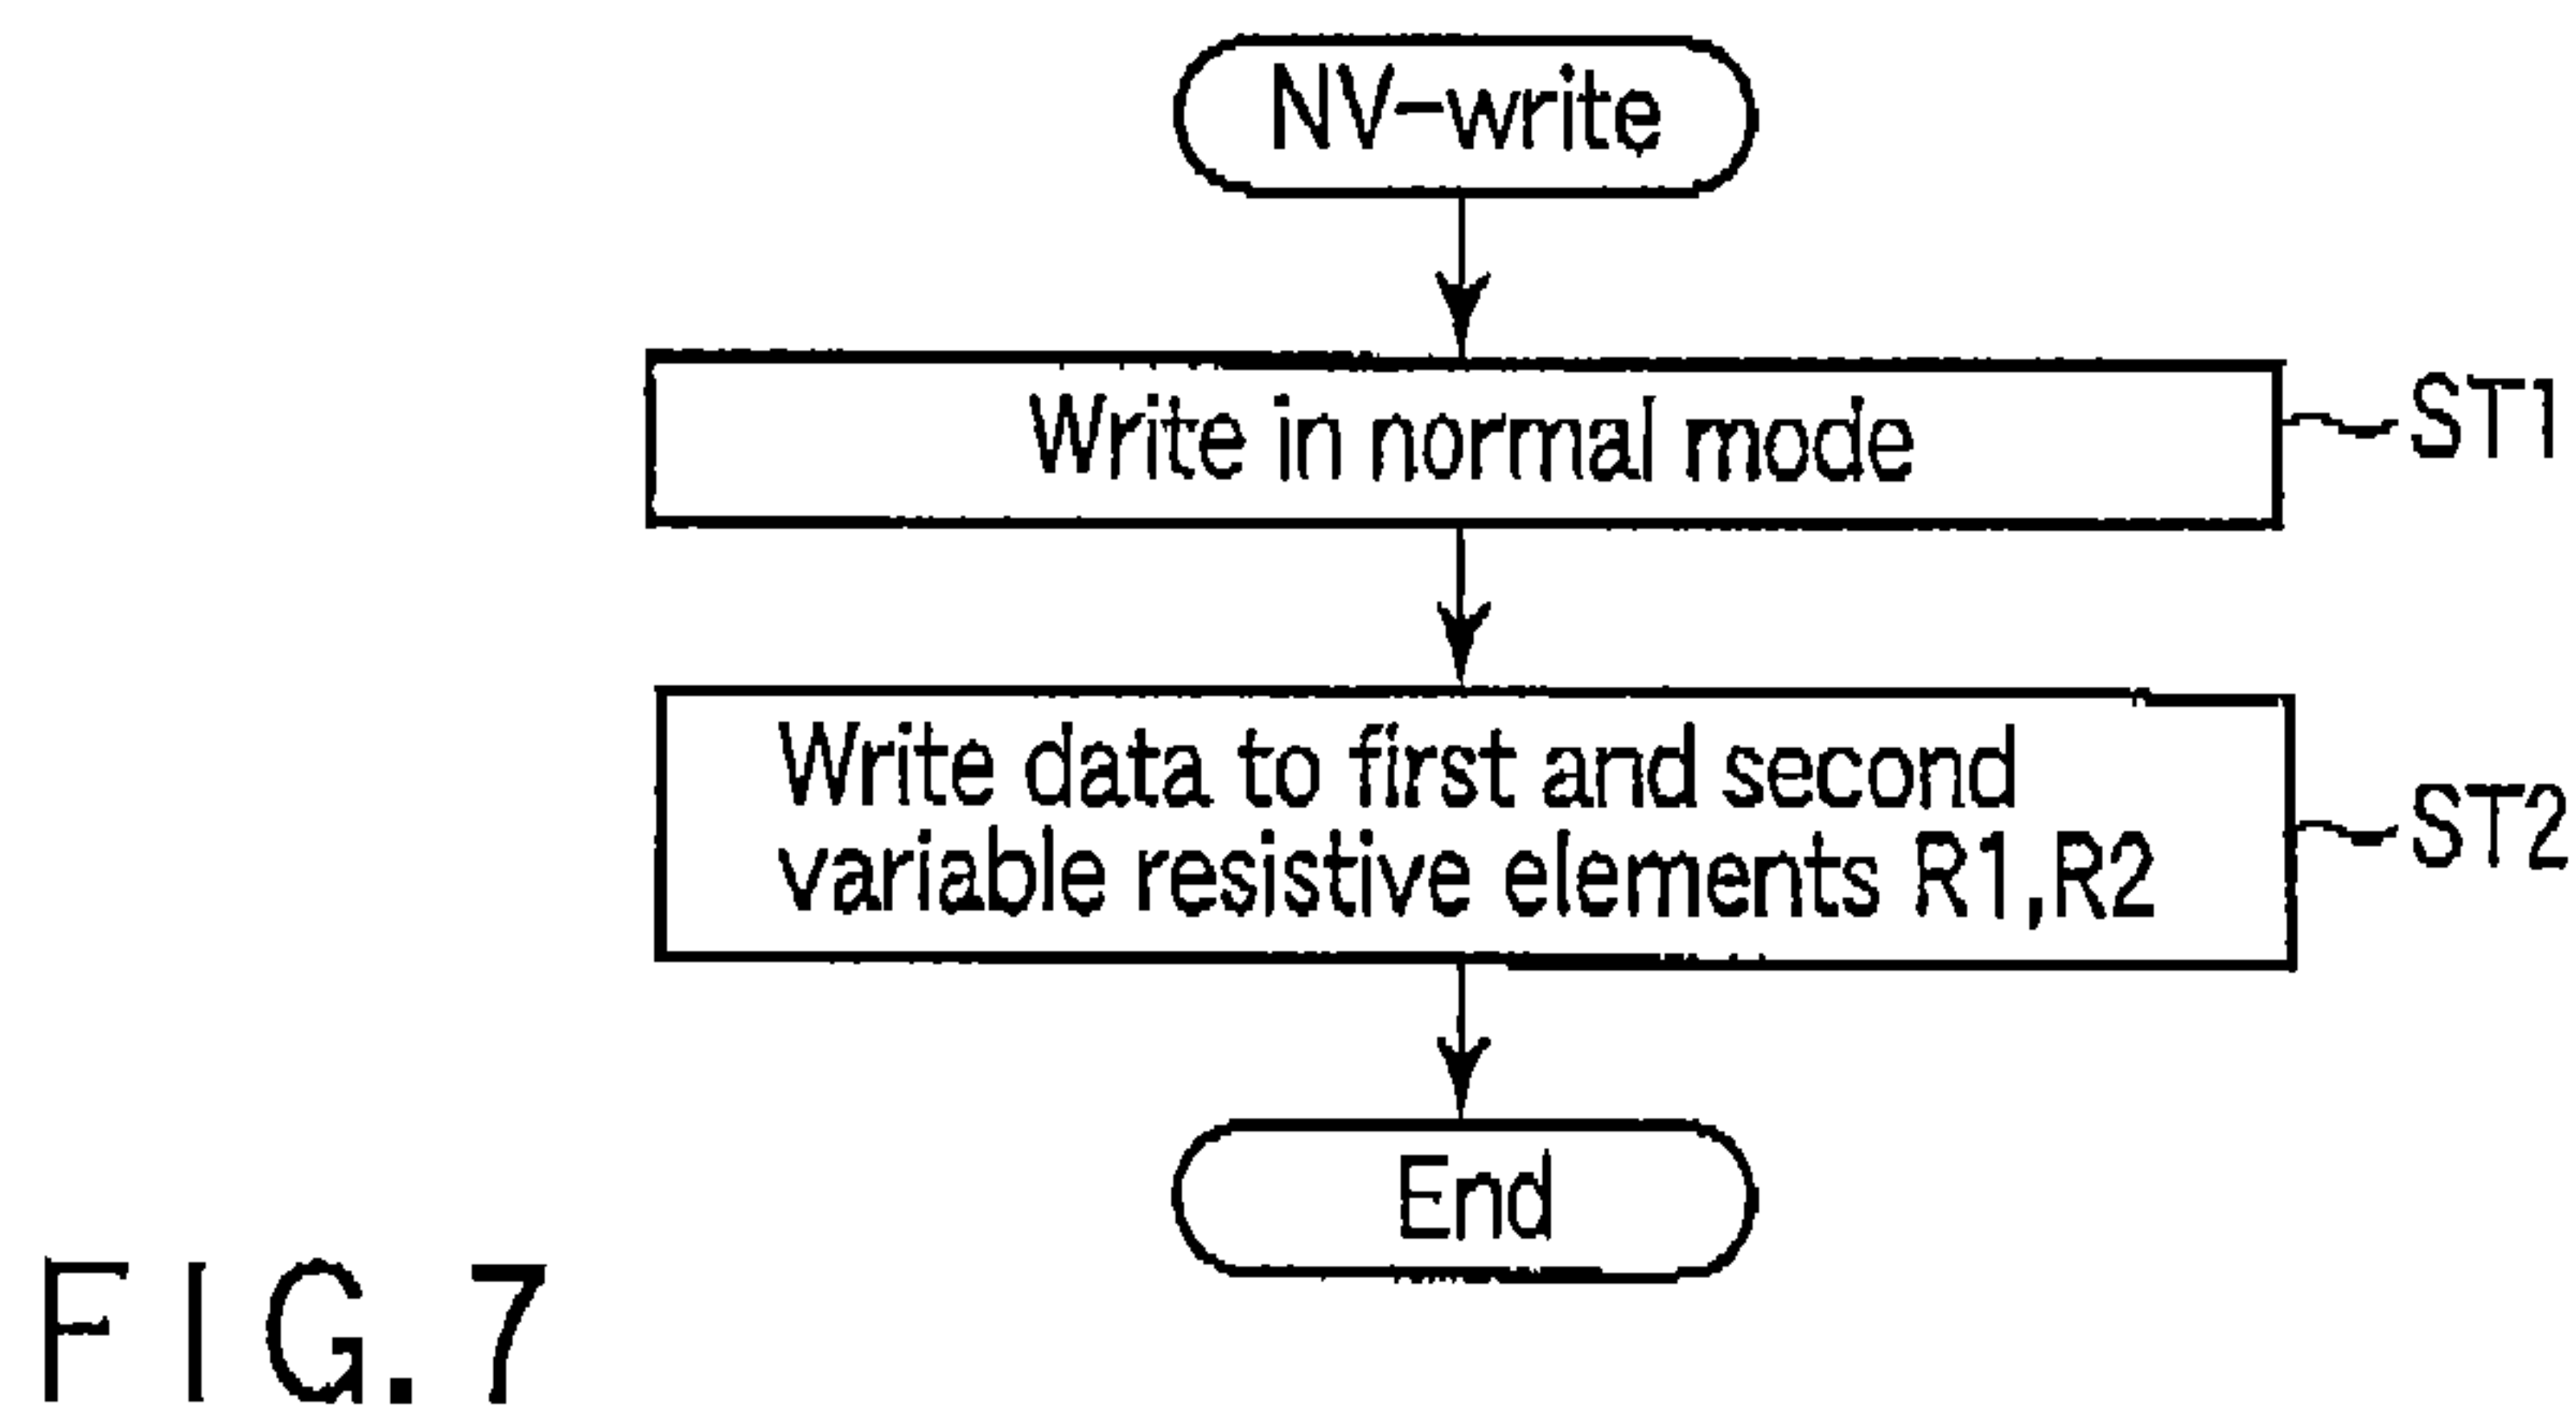 NV-write
Write in normal mode
ST1
Write data to first and second
variable resistive elements R1,R2
ST2
End
FIG.7